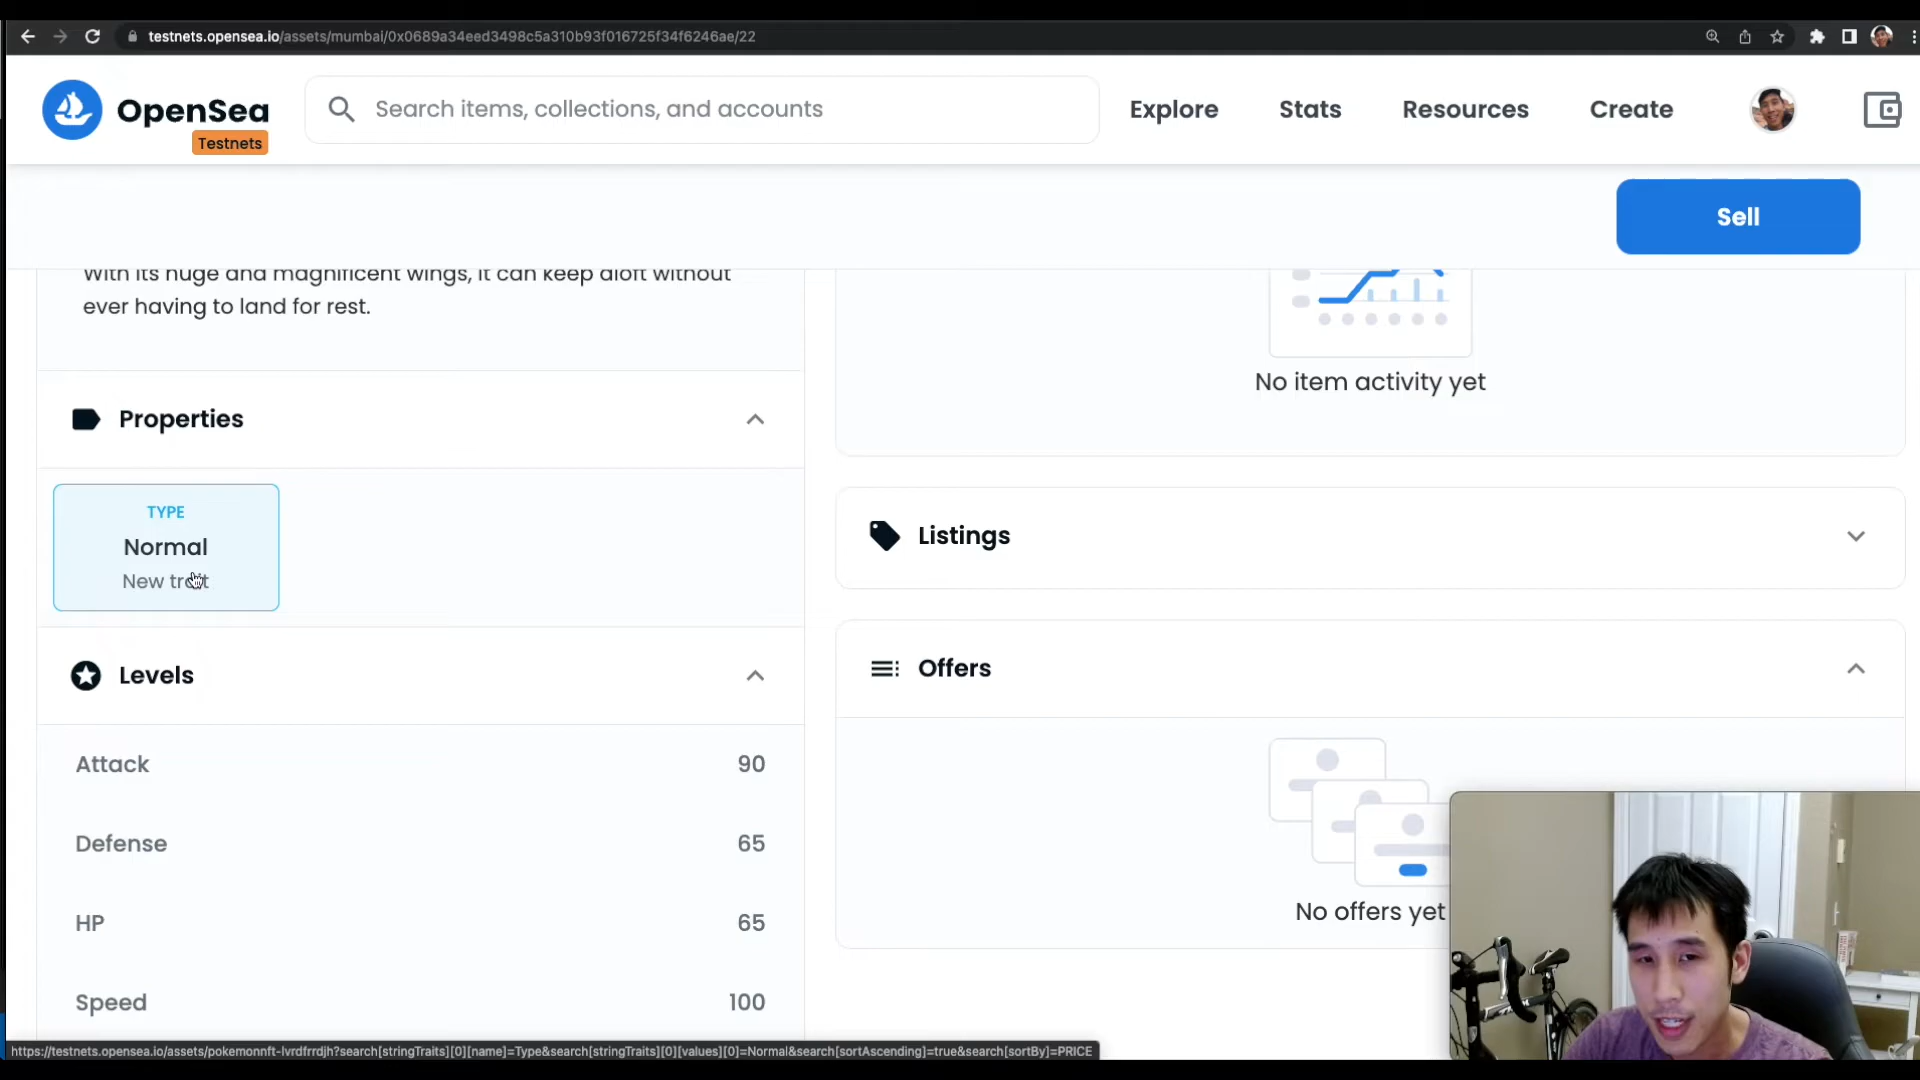 testnets.opensea.io/assets/mumbai/0x0689a34eed3498c5a310b93f016725f34f6246ae/22
OpenSea
Testnets
Search items, collections, and accounts
Explore
Stats
Resources
Create
Sell
With its huge and magnificent wings, it can keep aloft without
ever having to land for rest.
No item activity yet
Properties
TYPE
Normal
New trait
Listings
Levels
Offers
Attack 90
Defense 65
HP 65
Speed 100
No offers yet
https://testnets.opensea.io/assets/pokemonnft-lvrdfrrdjh?search[stringTraits][0][name]=Type&search[stringTraits][0][values][0]=Normal&search[sortAscending]=true&search[sortBy]=PRICE